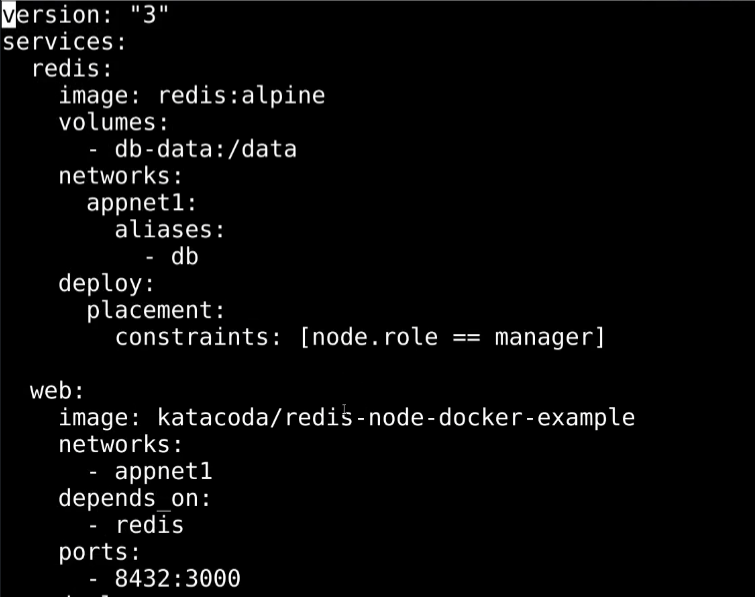 version: "3"
services:
  redis:
    image: redis:alpine
    volumes:
      - db-data:/data
    networks:
      appnet1:
        aliases:
          - db
    deploy:
      placement:
        constraints: [node.role == manager]

  web:
    image: katacoda/redis-node-docker-example
    networks:
      - appnet1
    depends_on:
      - redis
    ports:
      - 8432:3000